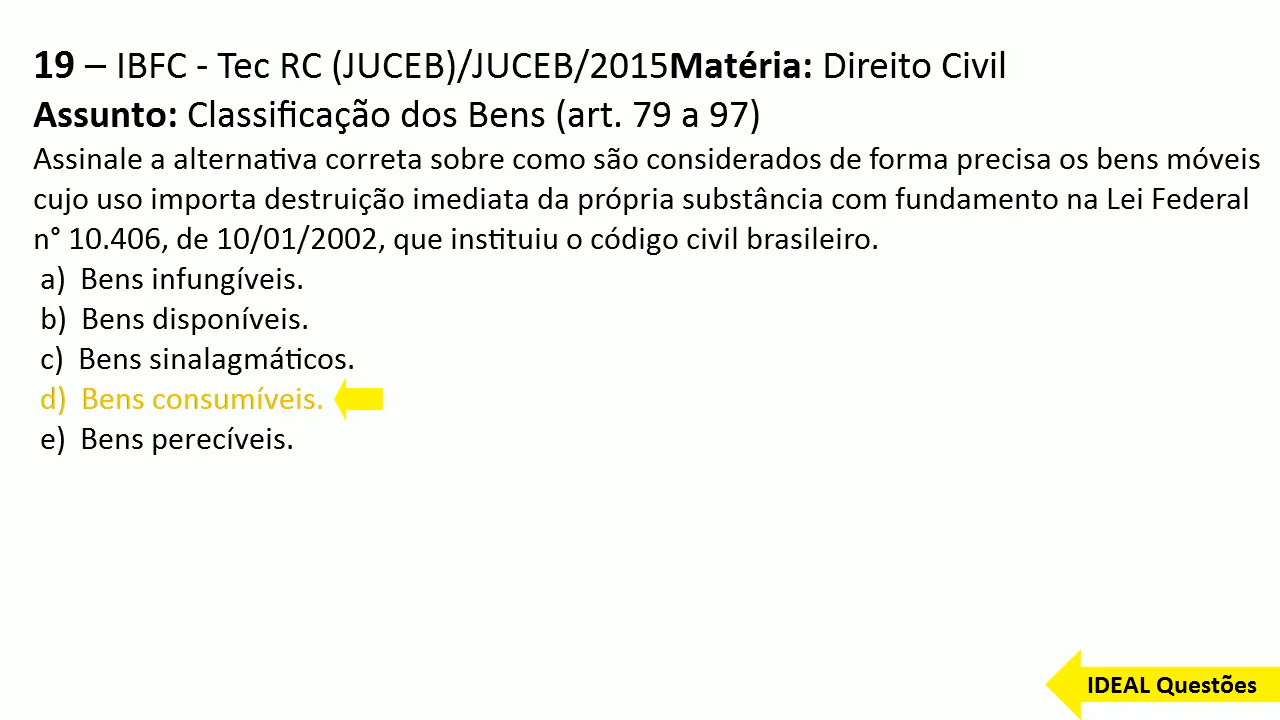 19 – IBFC - Tec RC (JUCEB)/JUCEB/2015Matéria: Direito Civil
Assunto: Classificação dos Bens (art. 79 a 97)
Assinale a alternativa correta sobre como são considerados de forma precisa os bens móveis
cujo uso importa destruição imediata da própria substância com fundamento na Lei Federal
n° 10.406, de 10/01/2002, que instituiu o código civil brasileiro.
a) Bens infungíveis.
b) Bens disponíveis.
c) Bens sinalagmáticos.
d) Bens consumíveis.
e) Bens perecíveis.
IDEAL Questões